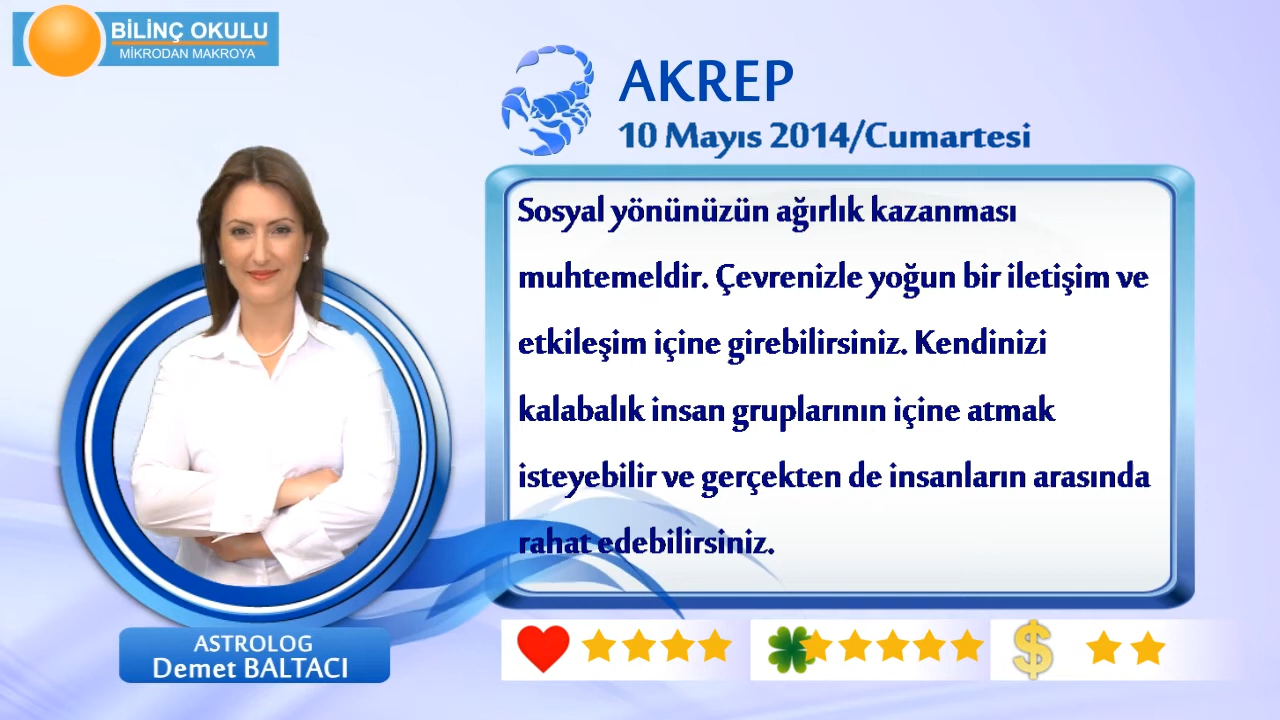 BİLİNÇ OKULU
MİKRODAN MAKROYA
AKREP
10 Mayıs 2014/Cumartesi
Sosyal yönünüzün ağırlık kazanması
muhtemeldir. Çevrenizle yoğun bir iletişim ve
etkileşim içine girebilirsiniz. Kendinizi
kalabalık insan gruplarının içine atmak
isteyebilir ve gerçekten de insanların arasında
rahat edebilirsiniz.
ASTROLOG
Demet BALTACI
$